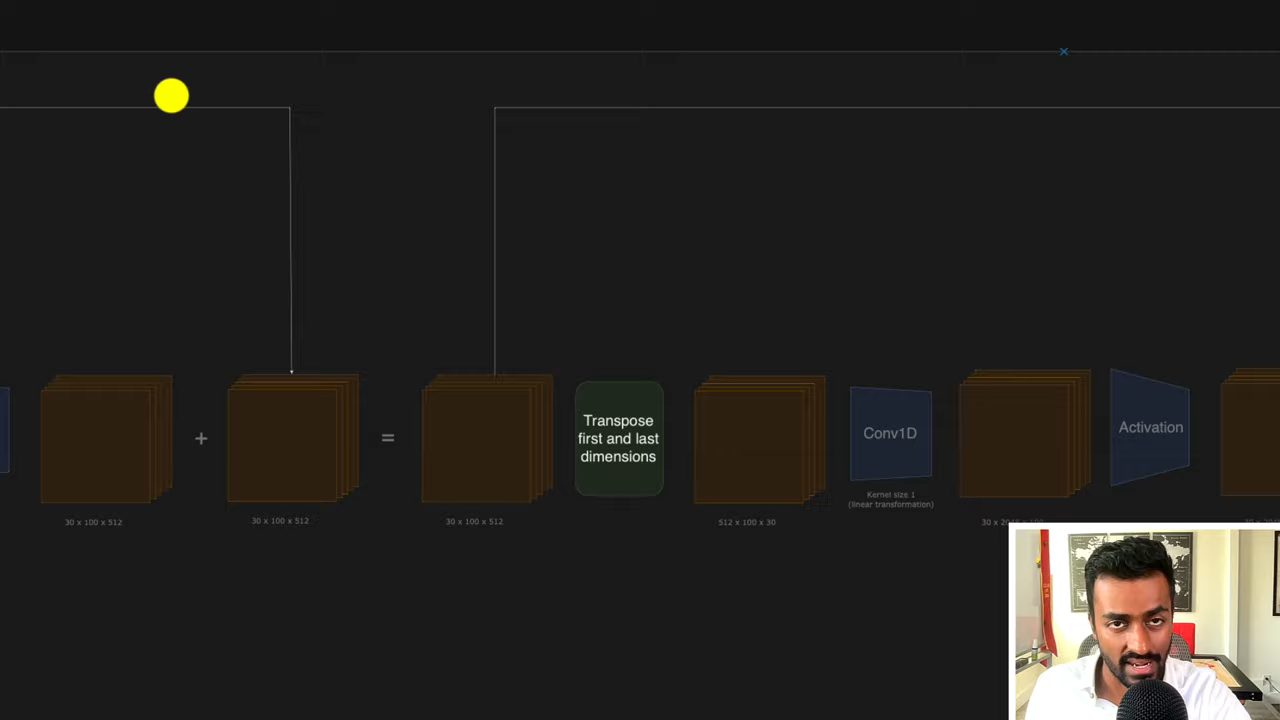 +
=
Transpose
first and last
dimensions
Conv1D
Activation
Kernel size 1
(linear transformation)
30 x 100 x 512
30 x 100 x 512
30 x 100 x 512
512 x 100 x 30
30 x